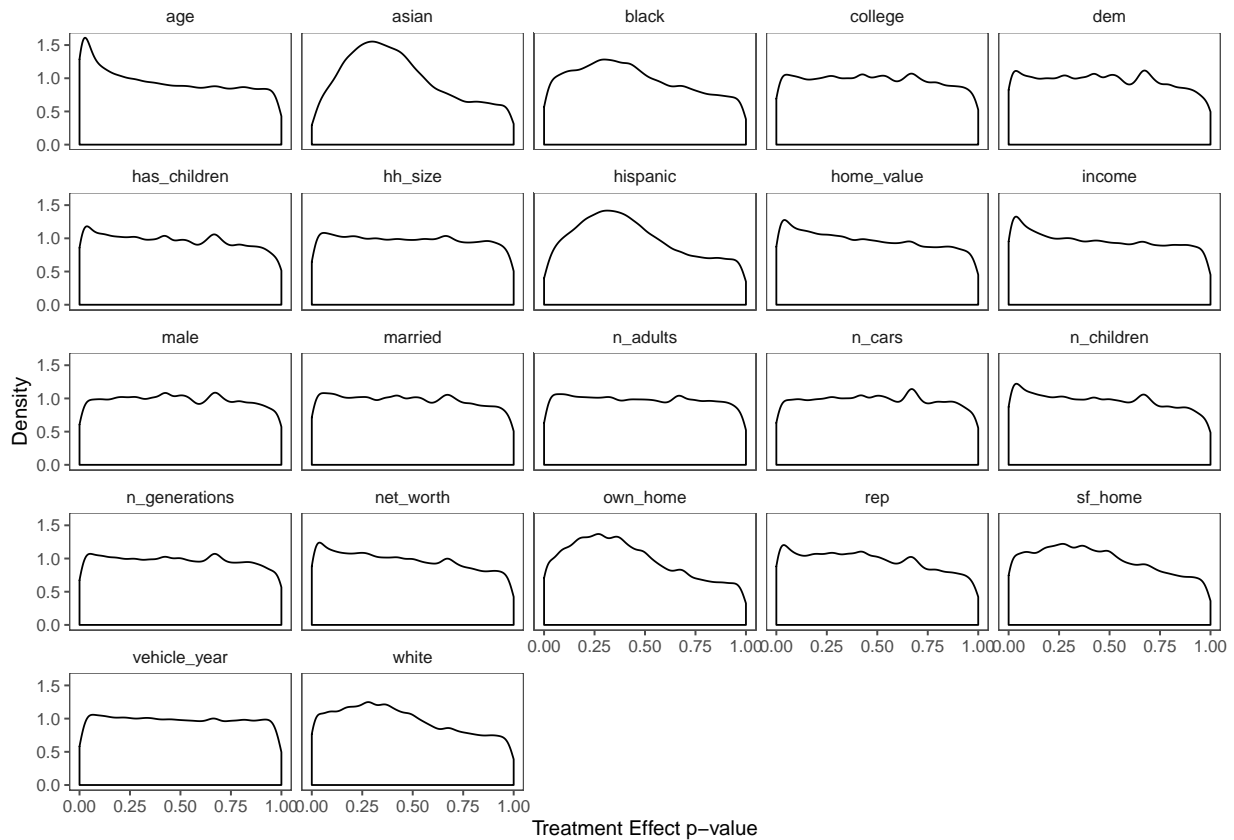 age asian black college dem
1.5
1.0
0.5
0.0
has_children hh_size hispanic home_value income
1.5
1.0
0.5
0.0
male married n_adults n_cars n_children
1.5
1.0
0.5
0.0
Density
n_generations net_worth own_home rep sf_home
1.5
1.0
0.5
0.0
0.00 0.25 0.50 0.75 1.00 0.00 0.25 0.50 0.75 1.00 0.00 0.25 0.50 0.75 1.00
vehicle_year white
1.5
1.0
0.5
0.0
0.00 0.25 0.50 0.75 1.00 0.00 0.25 0.50 0.75 1.00
Treatment Effect p−value